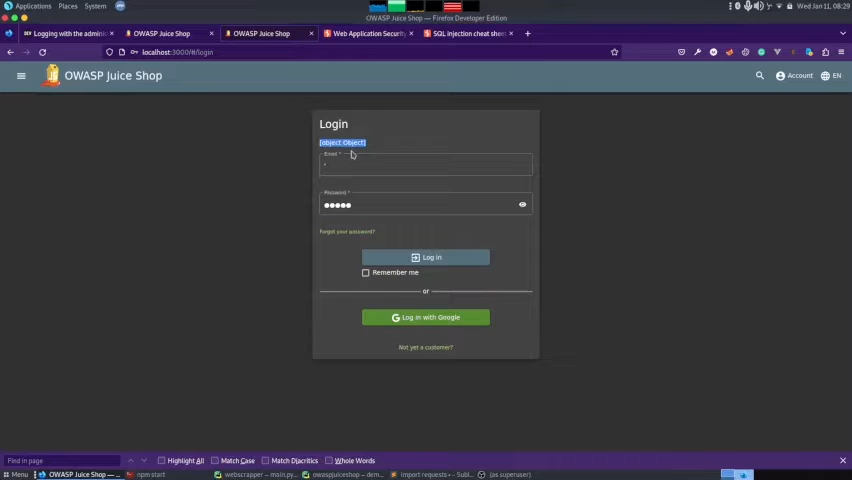 Applications Places System Wed Jan 11, 08:29
OWASP Juice Shop — Firefox Developer Edition
Logging with the admini OWASP Juice Shop OWASP Juice Shop Web Application Security SQL injection cheat shee
localhost:3000/#/login
OWASP Juice Shop Account EN
Login
[object Object]
Email *
'
Password *
●●●●●
Forgot your password?
Log in
Remember me
or
Log in with Google
Not yet a customer?
Find in page Highlight All Match Case Match Diacritics Whole Words
Menu OWASP Juice Shop —... npm start webscrapper – main.py... owaspjuiceshop – dem... import requests •– Subl... (as superuser)